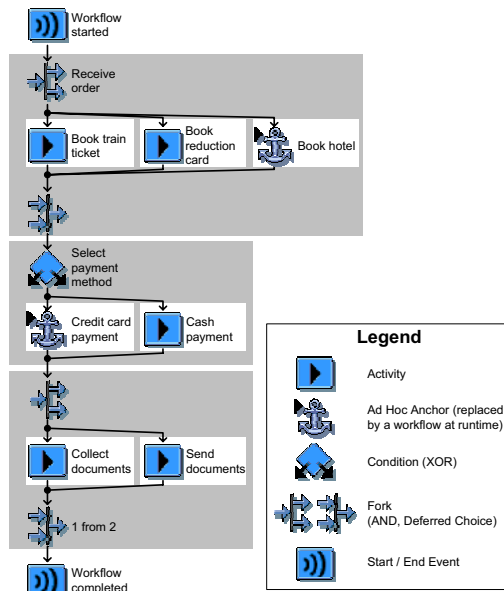 Workflow
started
Receive
order
Book train
ticket
Book
reduction
card
Book hotel
Select
payment
method
Credit card
payment
Cash
payment
Collect
documents
Send
documents
1 from 2
Workflow
completed
Legend
Activity
Ad Hoc Anchor (replaced
by a workflow at runtime)
Condition (XOR)
Fork
(AND, Deferred Choice)
Start / End Event